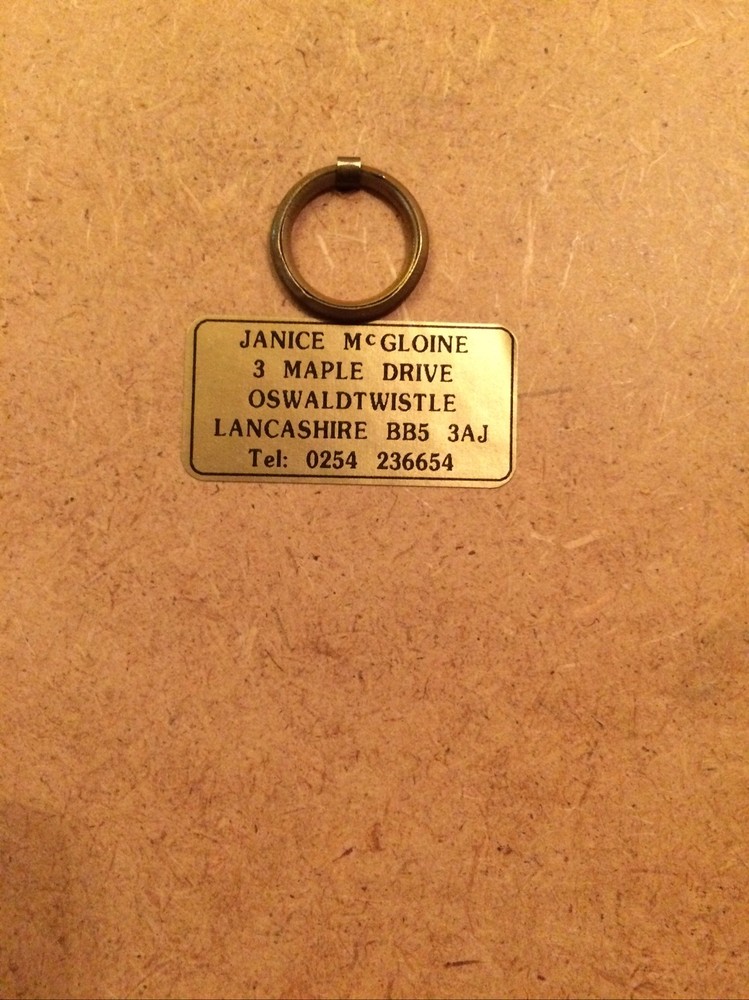 JANICE McGLOINE
3 MAPLE DRIVE
OSWALDTWISTLE
LANCASHIRE BB5 3AJ
Tel: 0254 236654